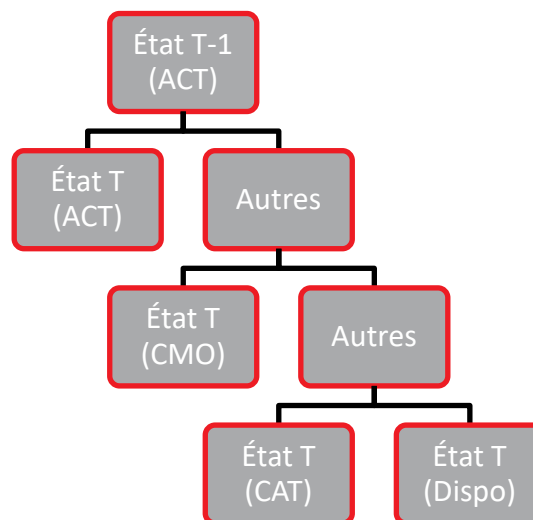 État T-1
(ACT)
État T
(ACT)
Autres
État T
(CMO)
Autres
État T
(CAT)
État T
(Dispo)